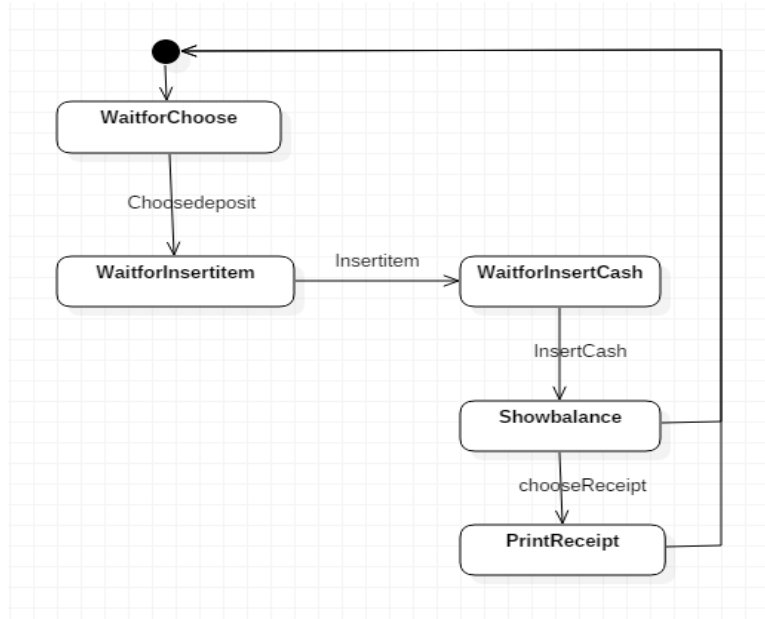 WaitforChoose
Choosedeposit
WaitforInsertitem
Insertitem
WaitforInsertCash
InsertCash
Showbalance
chooseReceipt
PrintReceipt